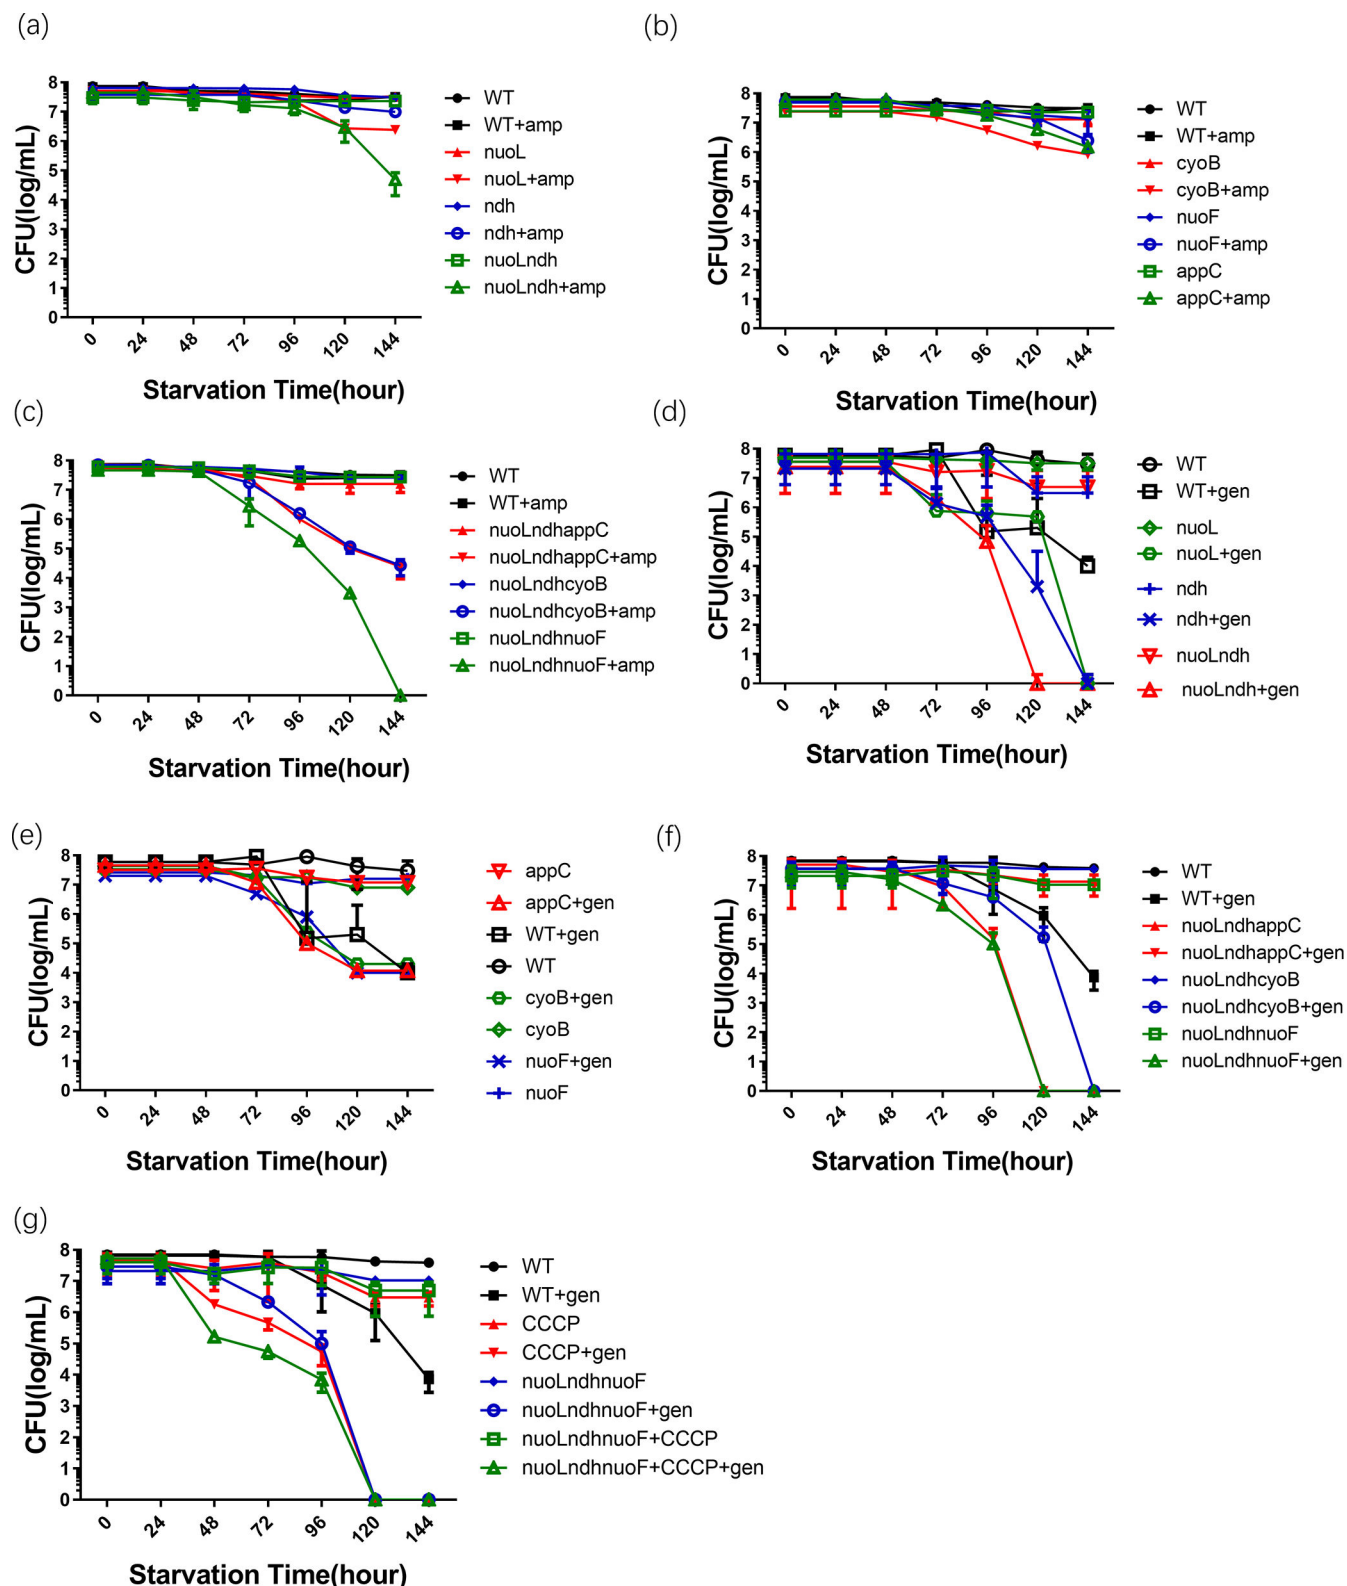 (a)
CFU(log/mL)
8
7
6
5
4
3
2
1
0
0 24 48 72 96 120 144
Starvation Time(hour)
WT
WT+amp
nuoL
nuoL+amp
ndh
ndh+amp
nuoLndh
nuoLndh+amp
(b)
CFU(log/mL)
8
7
6
5
4
3
2
1
0
0 24 48 72 96 120 144
Starvation Time(hour)
WT
WT+amp
cyoB
cyoB+amp
nuoF
nuoF+amp
appC
appC+amp
(c)
CFU(log/mL)
8
7
6
5
4
3
2
1
0
0 24 48 72 96 120 144
Starvation Time(hour)
WT
WT+amp
nuoLndhappC
nuoLndhappC+amp
nuoLndhcyoB
nuoLndhcyoB+amp
nuoLndhnuoF
nuoLndhnuoF+amp
(d)
CFU(log/mL)
8
7
6
5
4
3
2
1
0
0 24 48 72 96 120 144
Starvation Time(hour)
WT
WT+gen
nuoL
nuoL+gen
ndh
ndh+gen
nuoLndh
nuoLndh+gen
(e)
CFU(log/mL)
8
7
6
5
4
3
2
1
0
0 24 48 72 96 120 144
Starvation Time(hour)
appC
appC+gen
WT+gen
WT
cyoB+gen
cyoB
nuoF+gen
nuoF
(f)
CFU(log/mL)
8
7
6
5
4
3
2
1
0
0 24 48 72 96 120 144
Starvation Time(hour)
WT
WT+gen
nuoLndhappC
nuoLndhappC+gen
nuoLndhcyoB
nuoLndhcyoB+gen
nuoLndhnuoF
nuoLndhnuoF+gen
(g)
CFU(log/mL)
8
7
6
5
4
3
2
1
0
0 24 48 72 96 120 144
Starvation Time(hour)
WT
WT+gen
CCCP
CCCP+gen
nuoLndhnuoF
nuoLndhnuoF+gen
nuoLndhnuoF+CCCP
nuoLndhnuoF+CCCP+gen